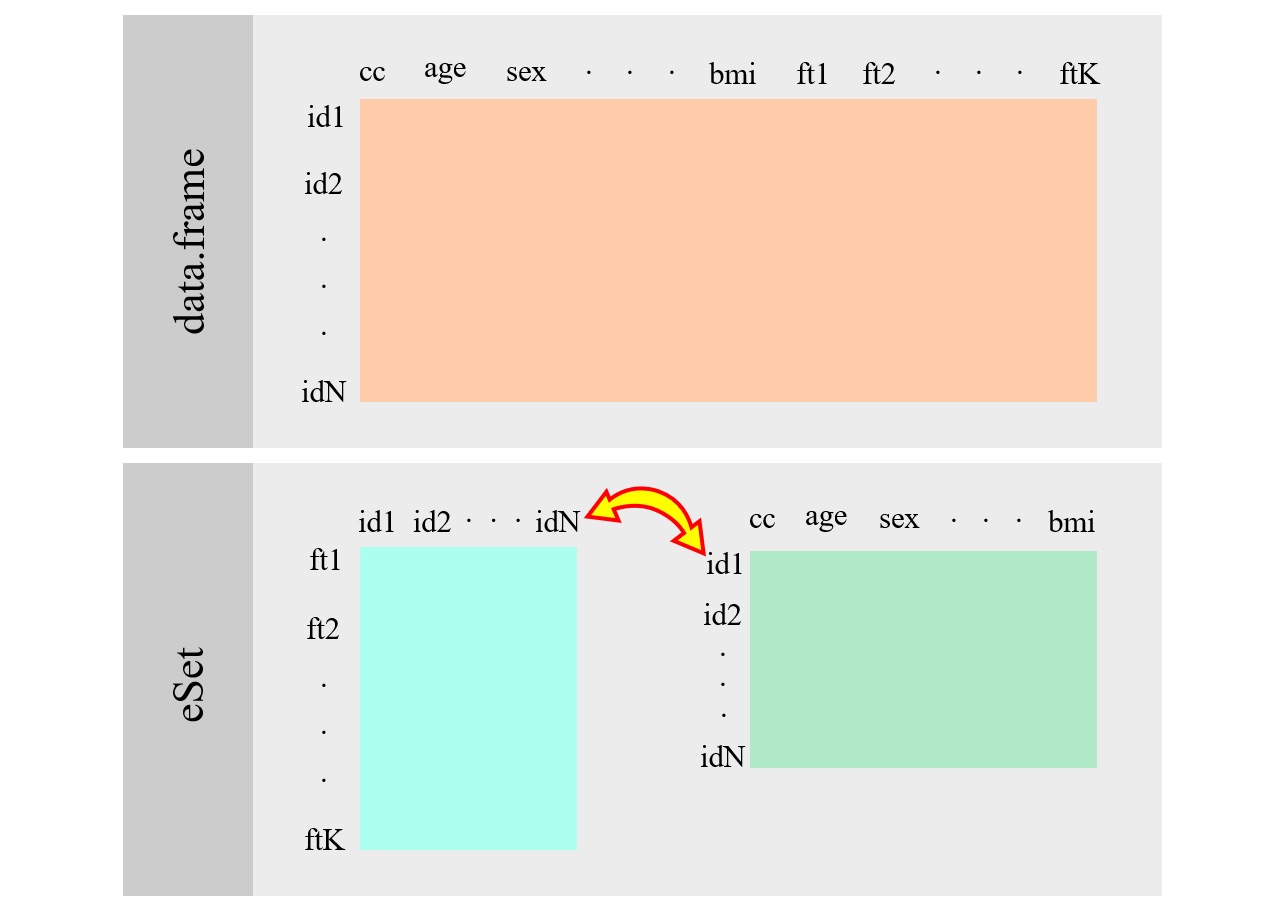 data.frame
cc age sex . . . bmi ft1 ft2 . . . ftK
id1
id2
.
.
.
idN
eSet
id1 id2 . . . idN
ft1
ft2
.
.
.
ftK
cc age sex . . . bmi
id1
id2
.
.
.
idN